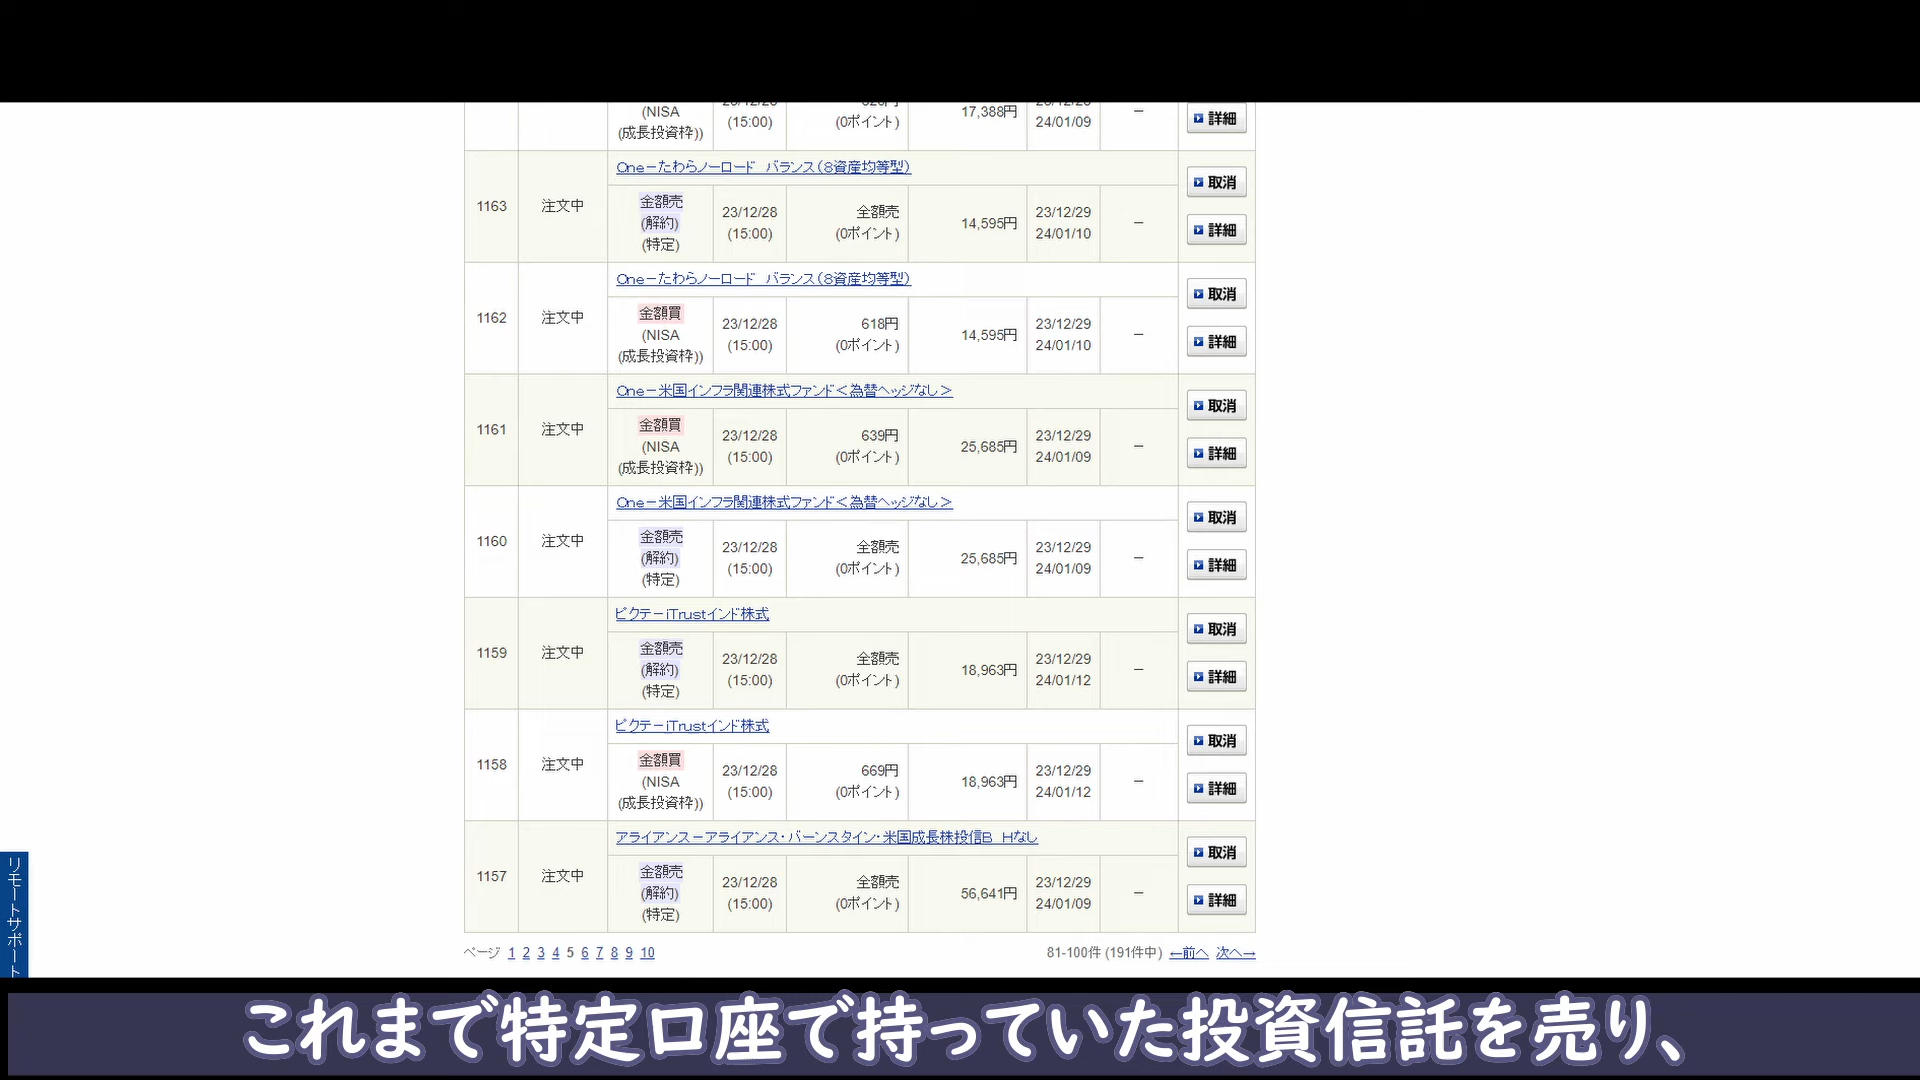 (NISA
(成長投資枠))
(15:00)
(0ポイント)
17,388円
24/01/09
－
詳細
One－たわらノーロード　バランス（８資産均等型）
1163
注文中
金額売
(解約)
(特定)
23/12/28
(15:00)
全額売
(0ポイント)
14,595円
23/12/29
24/01/10
－
取消
詳細
One－たわらノーロード　バランス（８資産均等型）
1162
注文中
金額買
(NISA
(成長投資枠))
23/12/28
(15:00)
618円
(0ポイント)
14,595円
23/12/29
24/01/10
－
取消
詳細
One－米国インフラ関連株式ファンド＜為替ヘッジなし＞
1161
注文中
金額買
(NISA
(成長投資枠))
23/12/28
(15:00)
639円
(0ポイント)
25,685円
23/12/29
24/01/09
－
取消
詳細
One－米国インフラ関連株式ファンド＜為替ヘッジなし＞
1160
注文中
金額売
(解約)
(特定)
23/12/28
(15:00)
全額売
(0ポイント)
25,685円
23/12/29
24/01/09
－
取消
詳細
ピクテ－iTrustインド株式
1159
注文中
金額売
(解約)
(特定)
23/12/28
(15:00)
全額売
(0ポイント)
18,963円
23/12/29
24/01/12
－
取消
詳細
ピクテ－iTrustインド株式
1158
注文中
金額買
(NISA
(成長投資枠))
23/12/28
(15:00)
669円
(0ポイント)
18,963円
23/12/29
24/01/12
－
取消
詳細
アライアンス－アライアンス・バーンスタイン・米国成長株投信Ｂ　Ｈなし
1157
注文中
金額売
(解約)
(特定)
23/12/28
(15:00)
全額売
(0ポイント)
56,641円
23/12/29
24/01/09
－
取消
詳細
ページ 1 2 3 4 5 6 7 8 9 10
81-100件 (191件中) ←前へ 次へ→
リモートサポート
これまで特定口座で持っていた投資信託を売り、